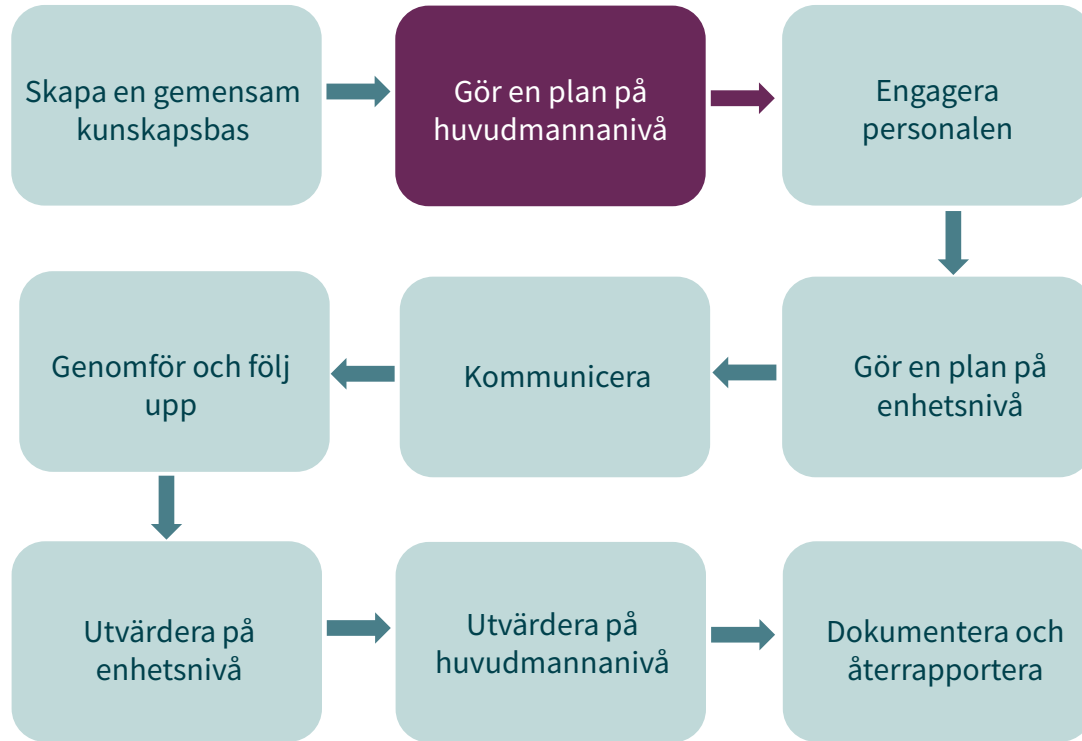 Skapa en gemensam
kunskapsbas
Gör en plan på
huvudmannanivå
Engagera
personalen
Gör en plan på
enhetsnivå
Kommunicera
Genomför och följ
upp
Utvärdera på
enhetsnivå
Utvärdera på
huvudmannanivå
Dokumentera och
återrapportera